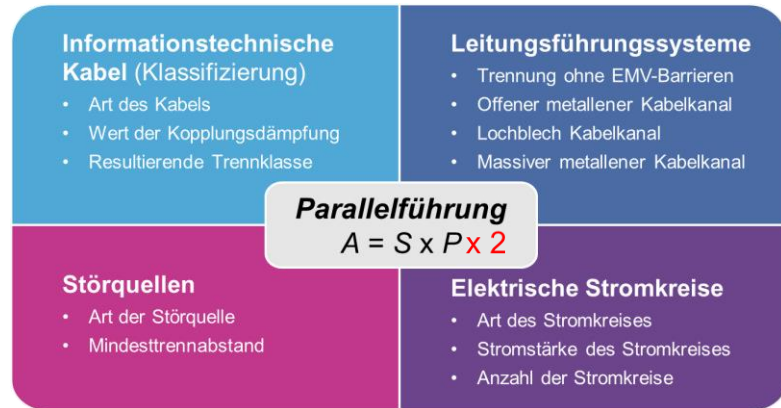 Informationstechnische
Kabel (Klassifizierung)
• Art des Kabels
• Wert der Kopplungsdämpfung
• Resultierende Trennklasse
Leitungsführungssysteme
• Trennung ohne EMV-Barrieren
• Offener metallener Kabelkanal
• Lochblech Kabelkanal
• Massiver metallener Kabelkanal
Parallelführung
A = S x P x 2
Störquellen
• Art der Störquelle
• Mindesttrennabstand
Elektrische Stromkreise
• Art des Stromkreises
• Stromstärke des Stromkreises
• Anzahl der Stromkreise